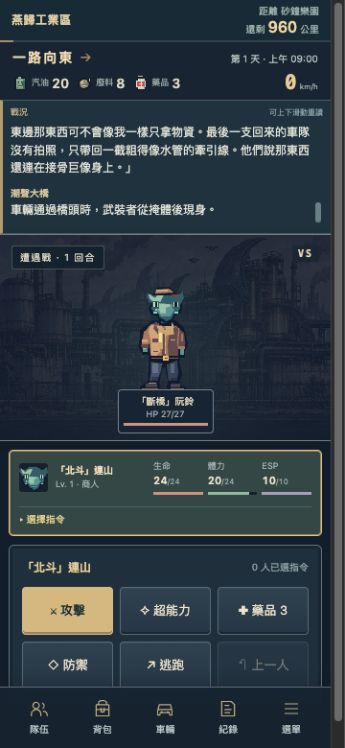 燕歸工業區
距離 砂鐘樂園
還剩 960 公里
一路向東 →
第 1 天 · 上午 09:00
汽油 20 廢料 8 藥品 3
0 km/h
戰況
可上下滑動重讀
東邊那東西可不會像我一樣只拿物資。最後一支回來的車隊
沒有拍照，只帶回一截粗得像水管的牽引線。他們說那東西
還連在接骨巨像身上。」
潮聲大橋
車輛通過橋頭時，武裝者從掩體後現身。
遭遇戰 · 1 回合
VS
「斷橋」阮鈴
HP 27/27
「北斗」連山
Lv. 1 · 商人
生命
24/24
體力
20/24
ESP
10/10
▸ 選擇指令
「北斗」連山
0 人已選指令
⚔ 攻擊
✧ 超能力
✚ 藥品 3
◇ 防禦
↗ 逃跑
↰ 上一人
隊伍
背包
車輛
紀錄
選單